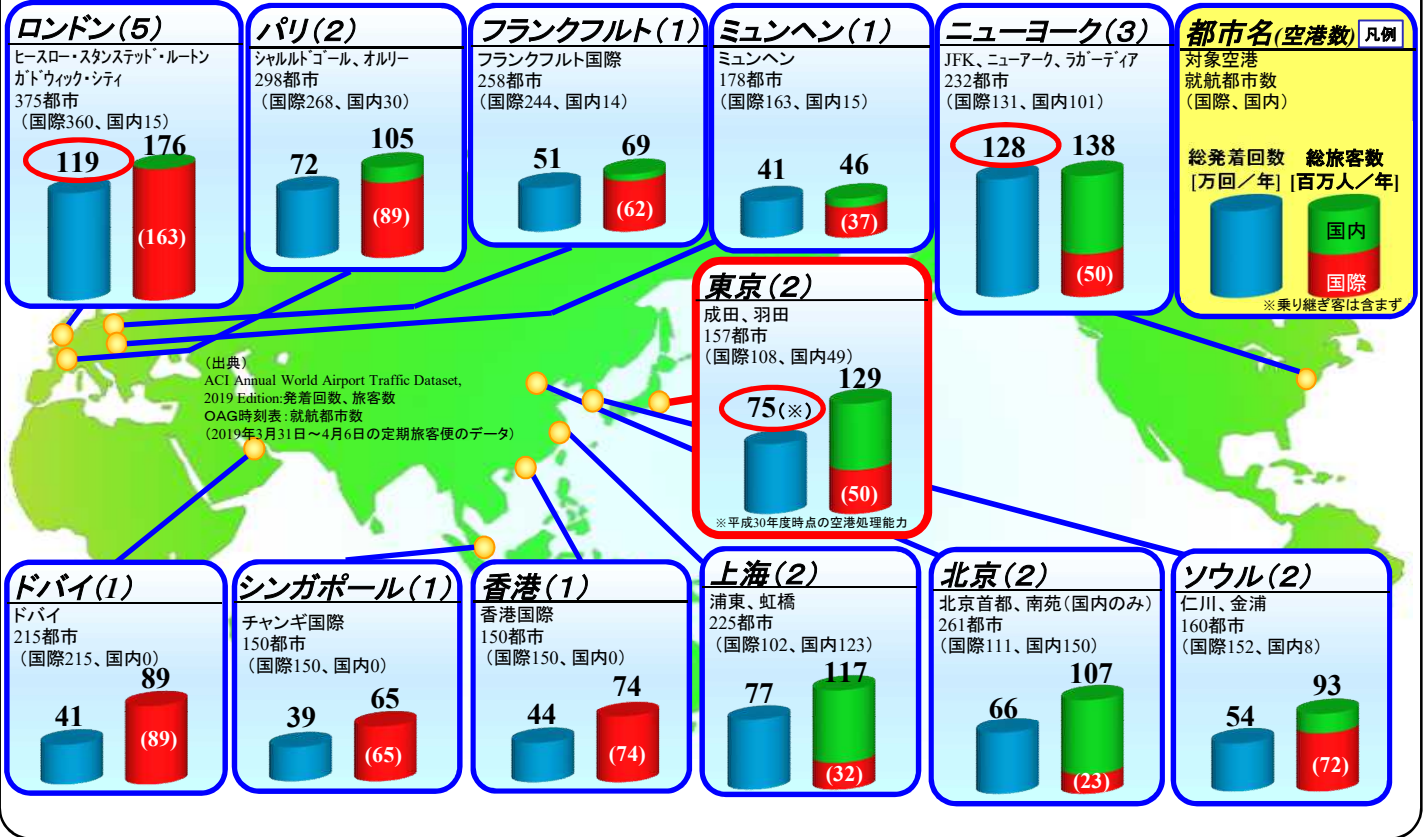 ロンドン(5)
ヒースロー・スタンステッド・ルートン
ガドウィック・シティ
375都市
(国際360、国内15)
119
176
(163)
パリ(2)
シャルルドゴール、オルリー
298都市
(国際268、国内30)
72
105
(89)
フランクフルト(1)
フランクフルト国際
258都市
(国際244、国内14)
51
69
(62)
ミュンヘン(1)
ミュンヘン
178都市
(国際163、国内15)
41
46
(37)
ニューヨーク(3)
JFK、ニューアーク、ラガーディア
232都市
(国際131、国内101)
128
138
(50)
都市名(空港数) 凡例
対象空港
就航都市数
(国際、国内)
総発着回数 総旅客数
[万回/年] [百万人/年]
国内
国際
※乗り継ぎ客は含まず
東京(2)
成田、羽田
157都市
(国際108、国内49)
129
75(※)
(50)
※平成30年度時点の空港処理能力
(出典)
ACI Annual World Airport Traffic Dataset,
2019 Edition:発着回数、旅客数
OAG時刻表:就航都市数
(2019年3月31日~4月6日の定期旅客便のデータ)
ドバイ(1)
ドバイ
215都市
(国際215、国内0)
89
41
(89)
シンガポール(1)
チャンギ国際
150都市
(国際150、国内0)
65
39
(65)
香港(1)
香港国際
150都市
(国際150、国内0)
74
44
(74)
上海(2)
浦東、虹橋
225都市
(国際102、国内123)
117
77
(32)
北京(2)
北京首都、南苑(国内のみ)
261都市
(国際111、国内150)
107
66
(23)
ソウル(2)
仁川、金浦
160都市
(国際152、国内8)
93
54
(72)